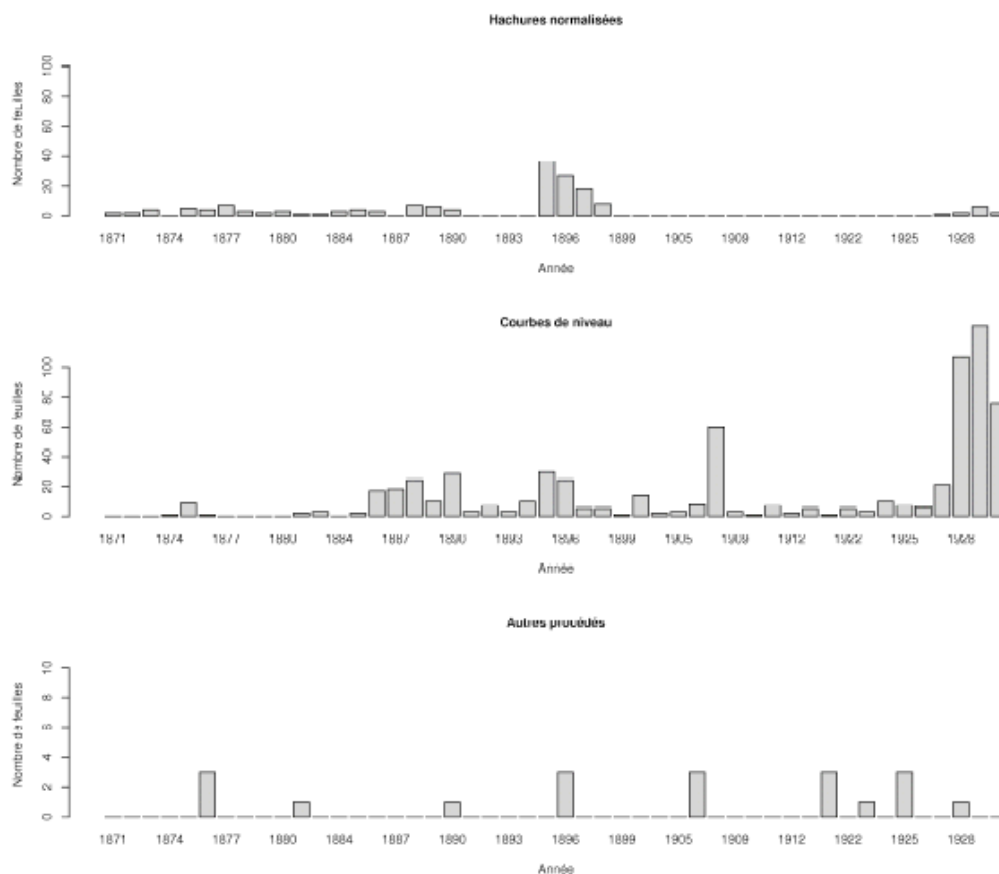 Hachures normalisées
Nombre de feuilles
0 20 40 60 80 100
1871 1874 1877 1880 1884 1887 1890 1893 1896 1899 1905 1909 1912 1922 1925 1928
Année
Courbes de niveau
Nombre de feuilles
0 20 40 60 80 100
1871 1874 1877 1880 1884 1887 1890 1893 1896 1899 1905 1909 1912 1922 1925 1928
Année
Autres procédés
Nombre de feuilles
0 2 4 6 8 10
1871 1874 1877 1880 1884 1887 1890 1893 1896 1899 1905 1909 1912 1922 1925 1928
Année